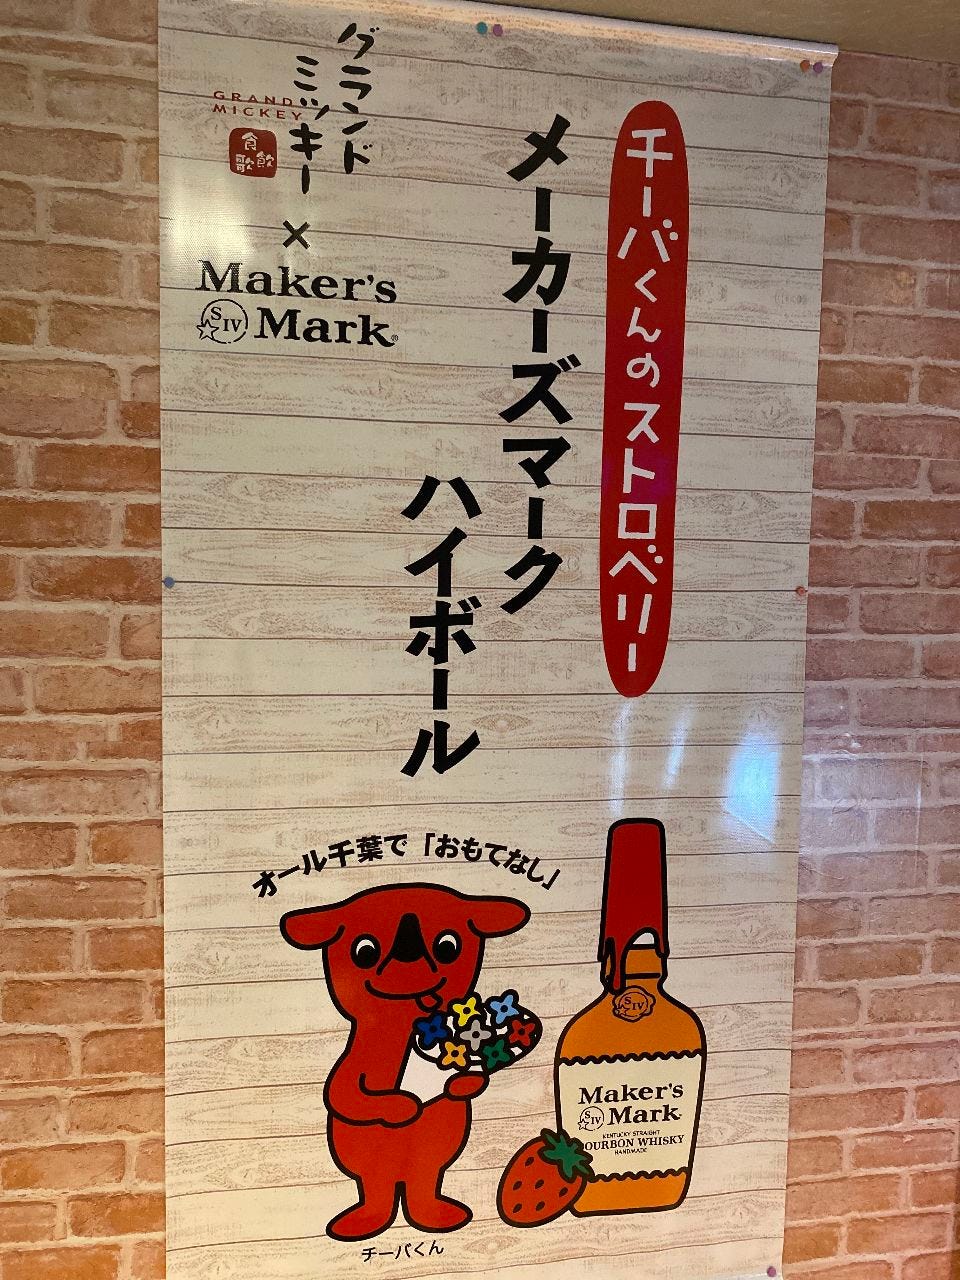 チーバくんのストロベリー
メーカーズマーク
ハイボール
グランド
ミッキー
GRAND
MICKEY
食飲
歌
×
Maker's
SIV Mark®
オール千葉で「おもてなし」
SIV
Maker's
SIV Mark
KENTUCKY STRAIGHT
OURBON WHISKY
HANDMADE
チーバくん